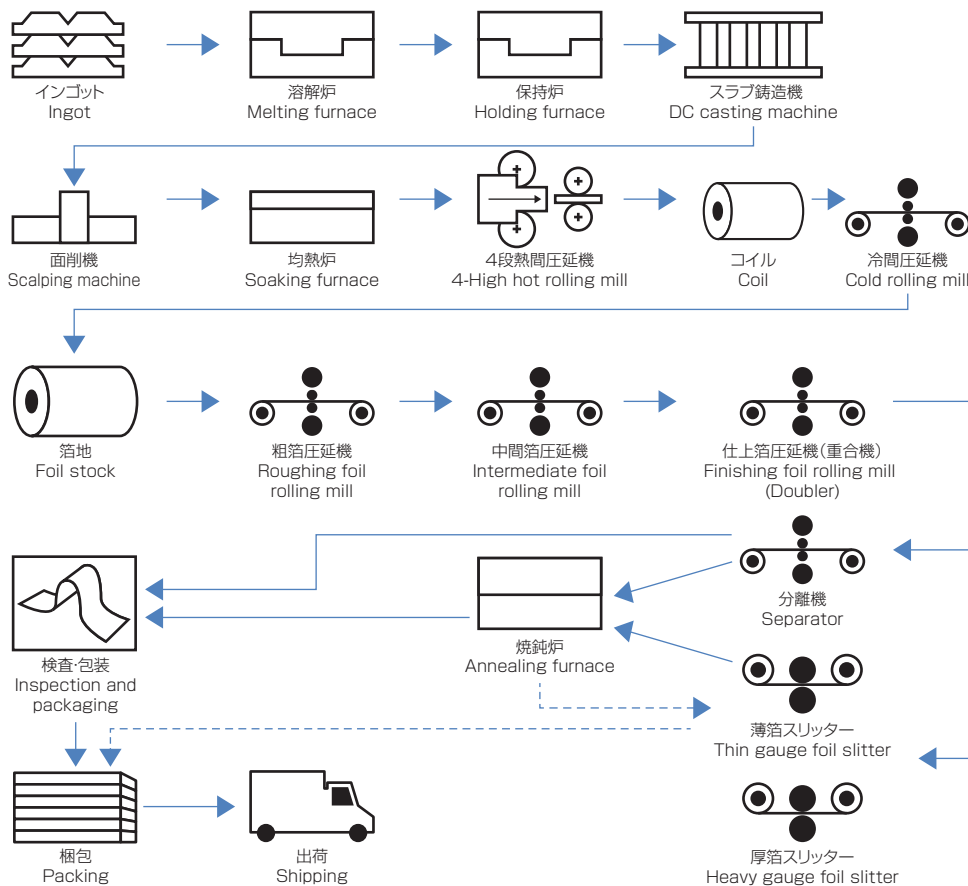 インゴット
Ingot
溶解炉
Melting furnace
保持炉
Holding furnace
スラブ鋳造機
DC casting machine
面削機
Scalping machine
均熱炉
Soaking furnace
4段熱間圧延機
4-High hot rolling mill
コイル
Coil
冷間圧延機
Cold rolling mill
箔地
Foil stock
粗箔圧延機
Roughing foil
rolling mill
中間箔圧延機
Intermediate foil
rolling mill
仕上箔圧延機(重合機)
Finishing foil rolling mill
(Doubler)
分離機
Separator
検査・包装
Inspection and
packaging
焼鈍炉
Annealing furnace
薄箔スリッター
Thin gauge foil slitter
梱包
Packing
出荷
Shipping
厚箔スリッター
Heavy gauge foil slitter